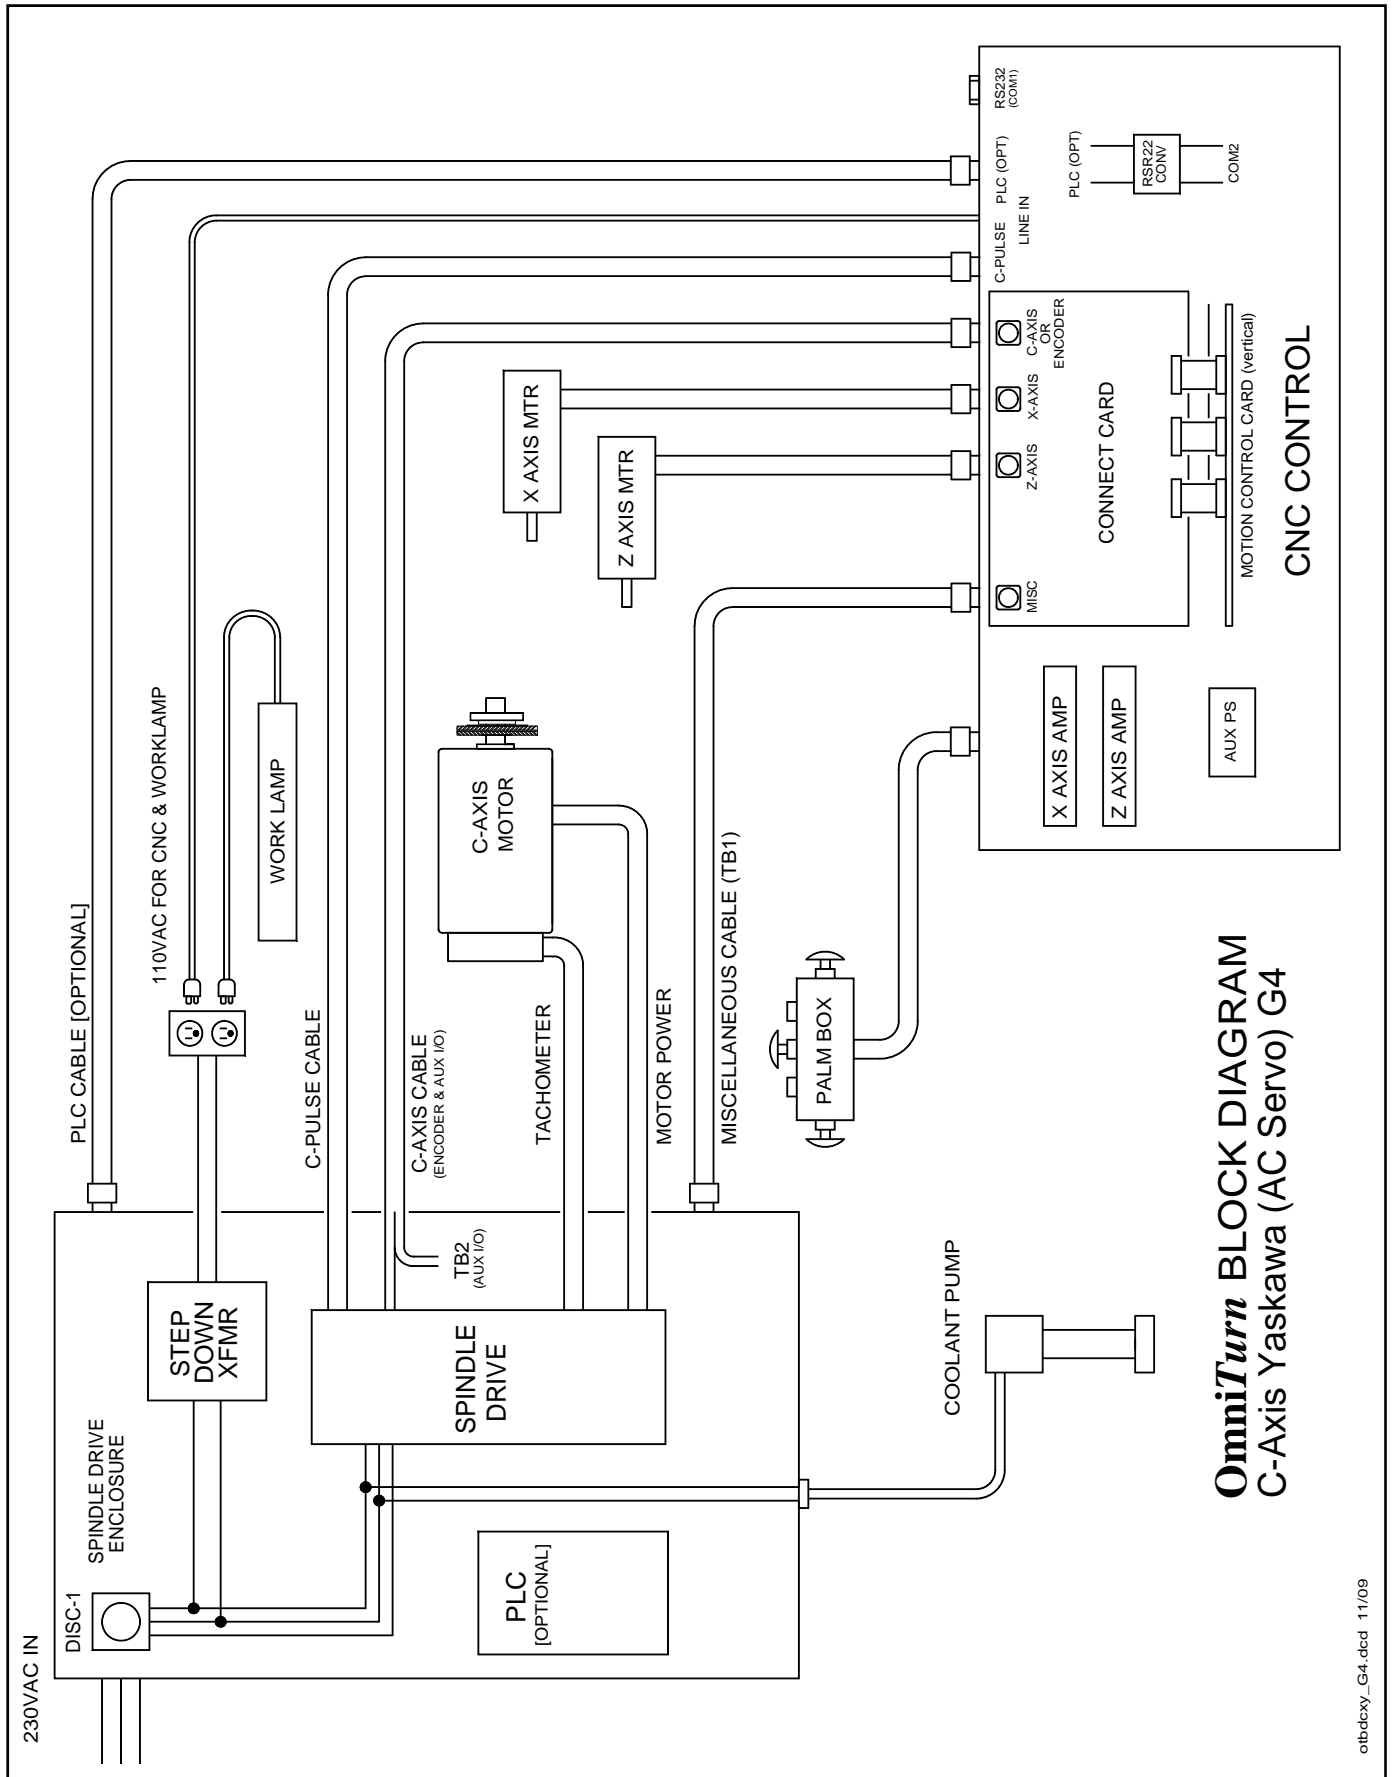 230VAC IN
DISC-1
SPINDLE DRIVE
ENCLOSURE
STEP
DOWN
XFMR
PLC CABLE [OPTIONAL]
110VAC FOR CNC & WORKLAMP
WORK LAMP
C-PULSE CABLE
C-AXIS CABLE
(ENCODER & AUX I/O)
TB2
(AUX I/O)
SPINDLE
DRIVE
TACHOMETER
MOTOR POWER
C-AXIS
MOTOR
X AXIS MTR
Z AXIS MTR
PLC
[OPTIONAL]
MISCELLANEOUS CABLE (TB1)
PALM BOX
COOLANT PUMP
RS232
(COM1)
PLC (OPT)
LINE IN
C-PULSE
PLC (OPT)
RSR22
CONV
COM2
C-AXIS
OR
ENCODER
X-AXIS
Z-AXIS
MISC
CONNECT CARD
MOTION CONTROL CARD (vertical)
CNC CONTROL
X AXIS AMP
Z AXIS AMP
AUX PS
OmniTurn BLOCK DIAGRAM
C-Axis Yaskawa (AC Servo) G4
otbdcxy_G4.dcd 11/09